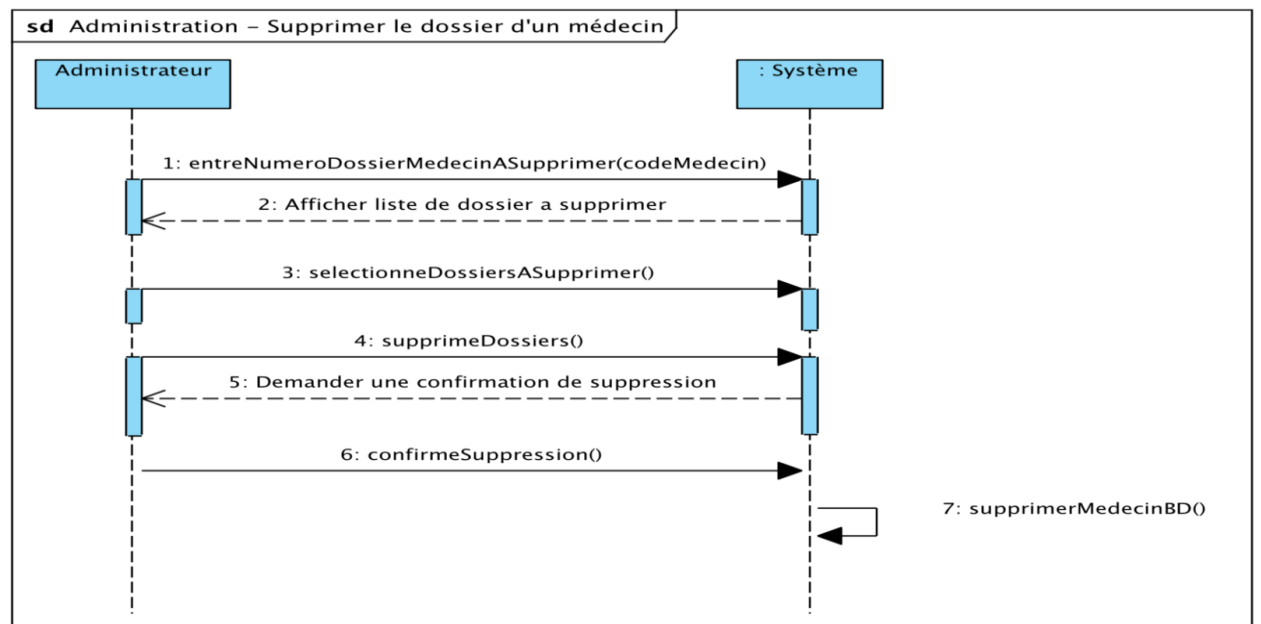 sd Administration – Supprimer le dossier d'un médecin
Administrateur
: Système
1: entreNumeroDossierMedecinASupprimer(codeMedecin)
2: Afficher liste de dossier a supprimer
3: selectionneDossiersASupprimer()
4: supprimeDossiers()
5: Demander une confirmation de suppression
6: confirmeSuppression()
7: supprimerMedecinBD()